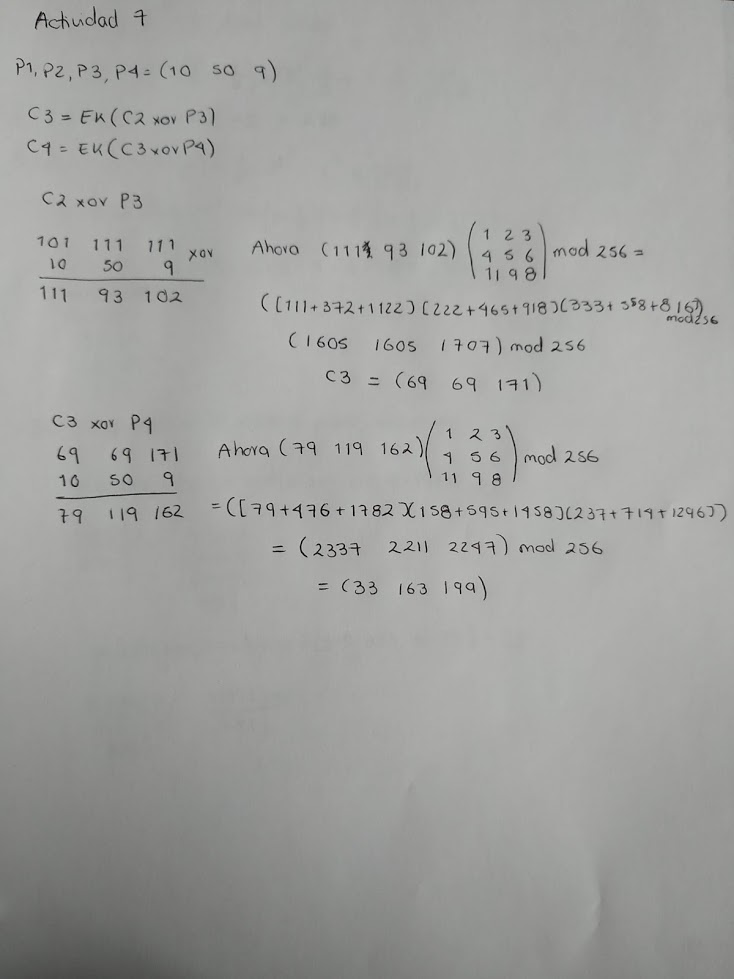 Actividad 7
P1, P2, P3, P4 = (10 50 9)
C3 = EK(C2 xor P3)
C4 = EK(C3 xor P4)
C2 xor P3
101 111 111 xor
10 50 9
111 93 102
Ahora (111 93 102) (1 2 3 4 5 6 11 9 8) mod 256 =
([111+372+1122) (222+465+918)(333+558+816]) mod256
(1605 1605 1707) mod 256
C3 = (69 69 171)
C3 xor P4
69 69 171
10 50 9
79 119 162
Ahora (79 119 162) (1 2 3 4 5 6 11 9 8) mod 256
= ([79+476+1782)(158+595+1458)(237+714+1296])
= (2337 2211 2247) mod 256
= (33 163 199)